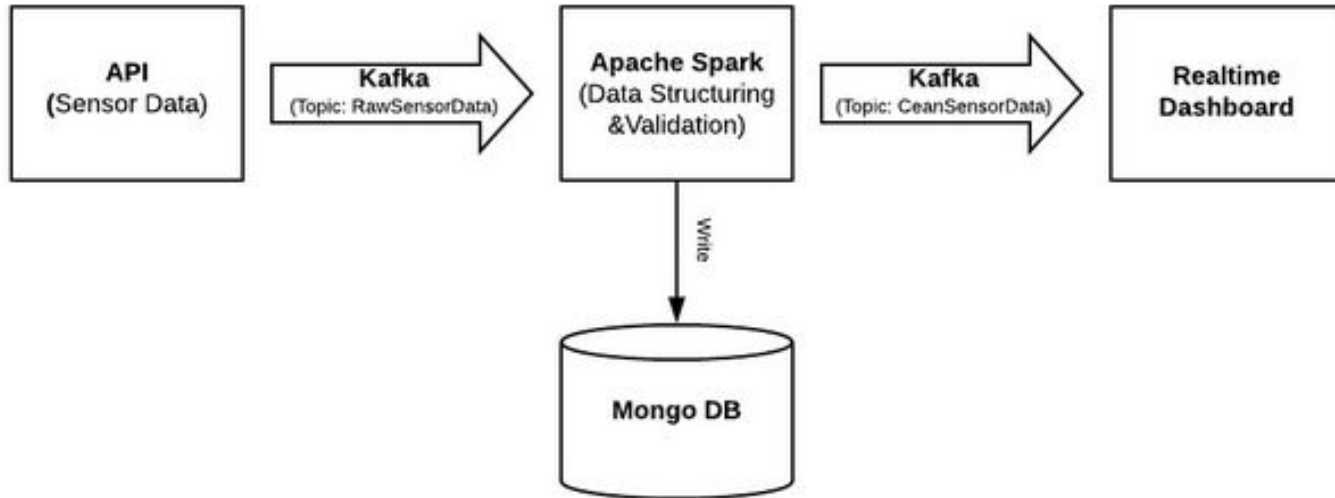 API
(Sensor Data)
Kafka
(Topic: RawSensorData)
Apache Spark
(Data Structuring
&Validation)
Kafka
(Topic: CeanSensorData)
Realtime
Dashboard
Write
Mongo DB